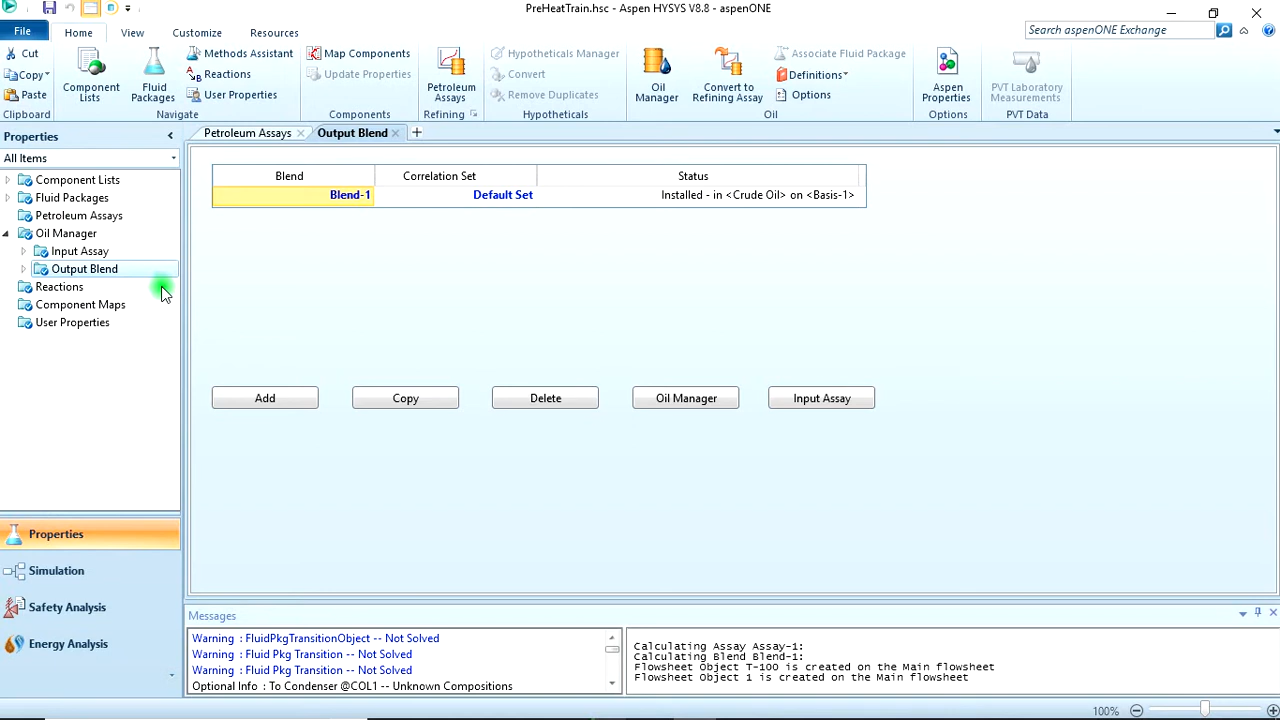 PreHeatTrain.hsc - Aspen HYSYS V8.8 - aspenONE
File Home View Customize Resources
Search aspenONE Exchange
Cut
Copy
Paste
Clipboard
Component Lists
Fluid Packages
Methods Assistant
Reactions
User Properties
Navigate
Map Components
Update Properties
Components
Petroleum Assays
Refining
Hypotheticals Manager
Convert
Remove Duplicates
Hypotheticals
Oil Manager
Convert to Refining Assay
Associate Fluid Package
Definitions
Options
Oil
Aspen Properties
Options
PVT Laboratory Measurements
PVT Data
Properties
All Items
Component Lists
Fluid Packages
Petroleum Assays
Oil Manager
Input Assay
Output Blend
Reactions
Component Maps
User Properties
Properties
Simulation
Safety Analysis
Energy Analysis
Petroleum Assays Output Blend
Blend Correlation Set Status
Blend-1 Default Set Installed - in <Crude Oil> on <Basis-1>
Add Copy Delete Oil Manager Input Assay
Messages
Warning : FluidPkgTransitionObject -- Not Solved
Warning : Fluid Pkg Transition -- Not Solved
Warning : Fluid Pkg Transition -- Not Solved
Optional Info : To Condenser @COL1 -- Unknown Compositions
Calculating Assay Assay-1:
Calculating Blend Blend-1:
Flowsheet Object T-100 is created on the Main flowsheet
Flowsheet Object 1 is created on the Main flowsheet
100%